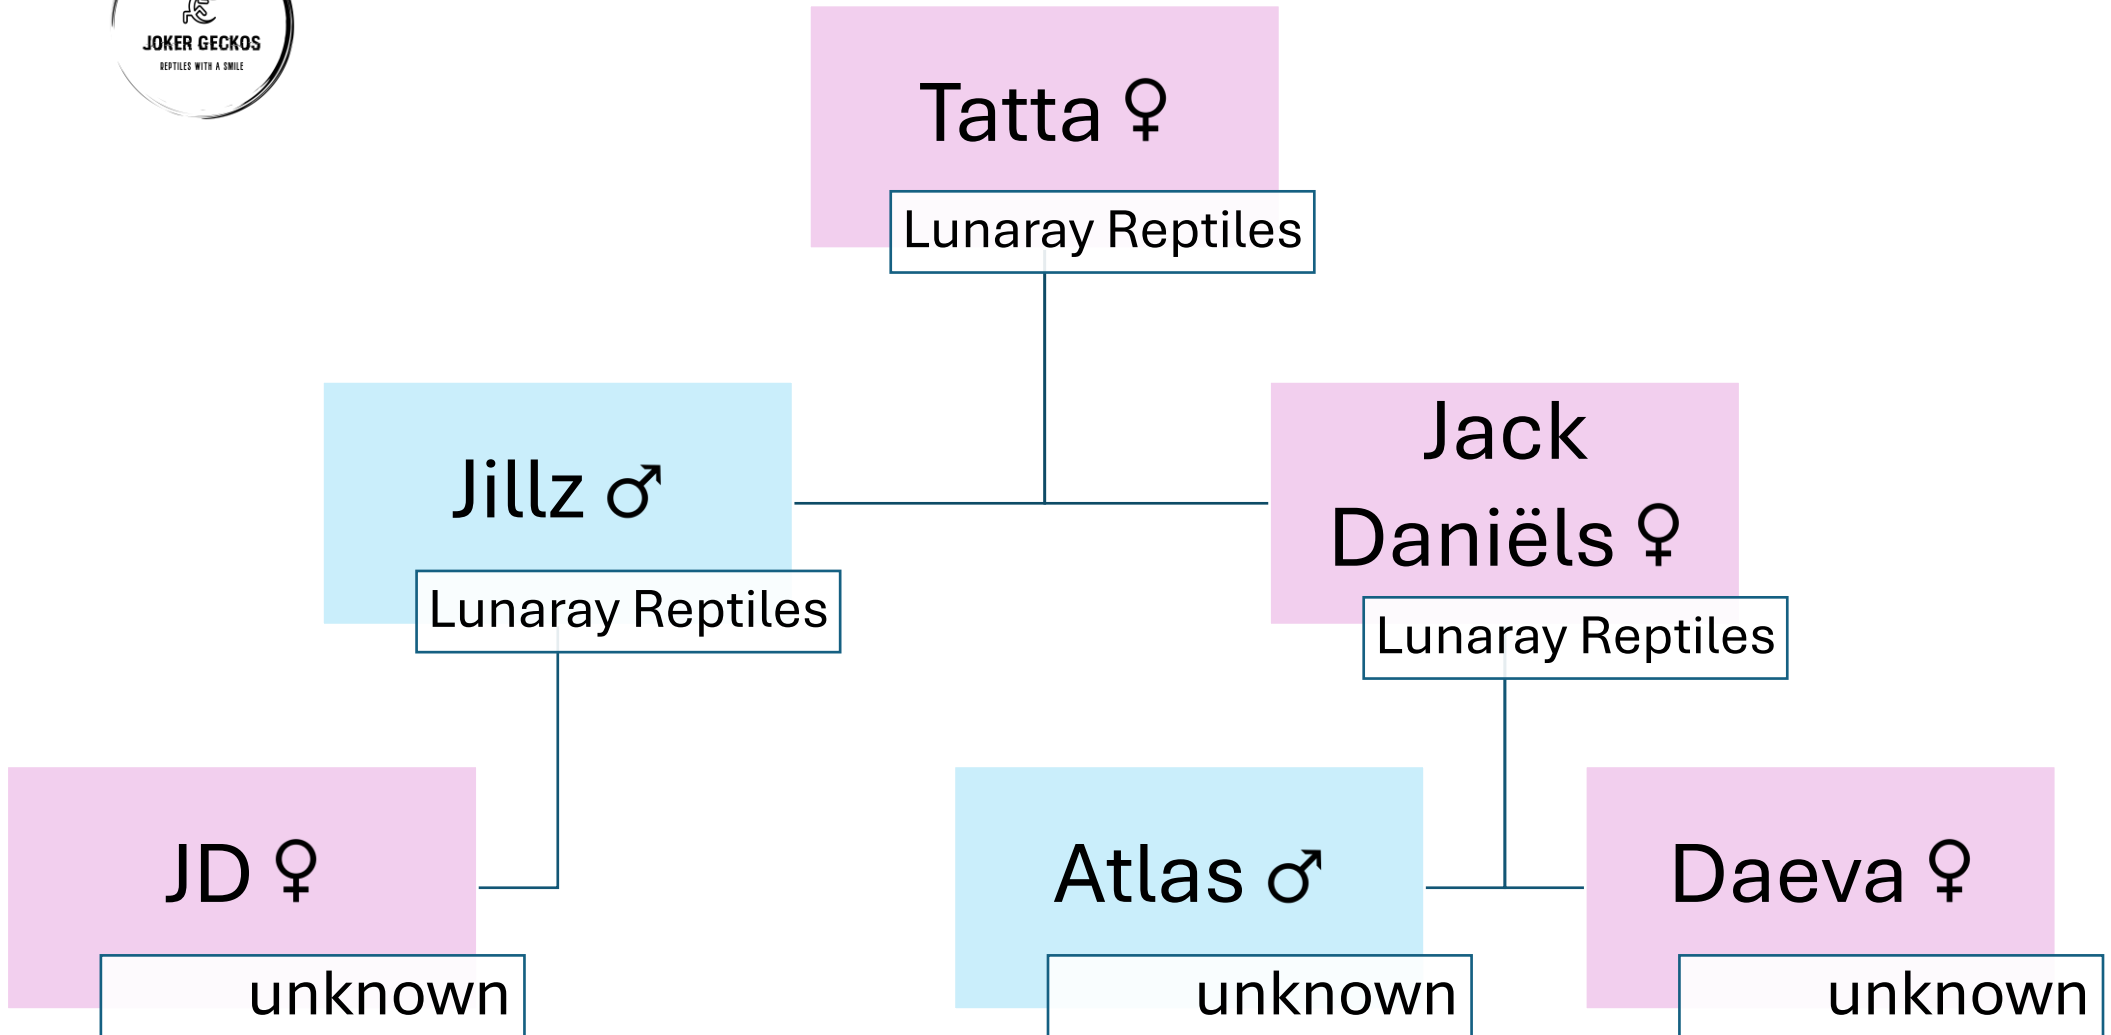 JOKER GECKOS
REPTILES WITH A SMILE
Tatta ♀
Lunaray Reptiles
Jillz ♂
Lunaray Reptiles
Jack
Daniëls ♀
Lunaray Reptiles
JD ♀
unknown
Atlas ♂
unknown
Daeva ♀
unknown